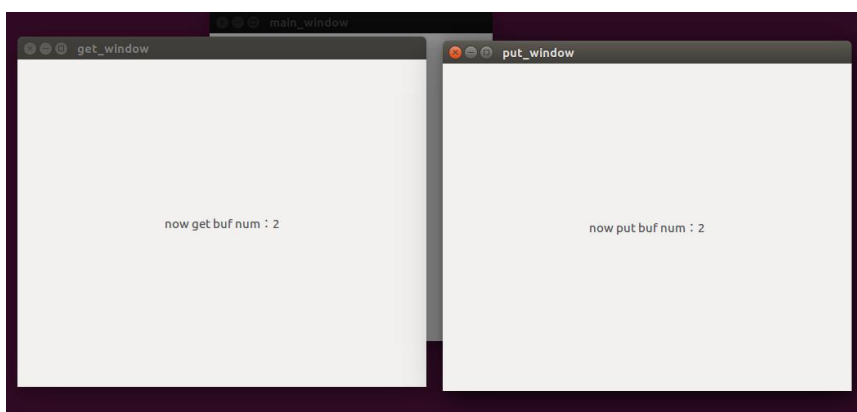 main_window
get_window
put_window
now get buf num：2
now put buf num：2